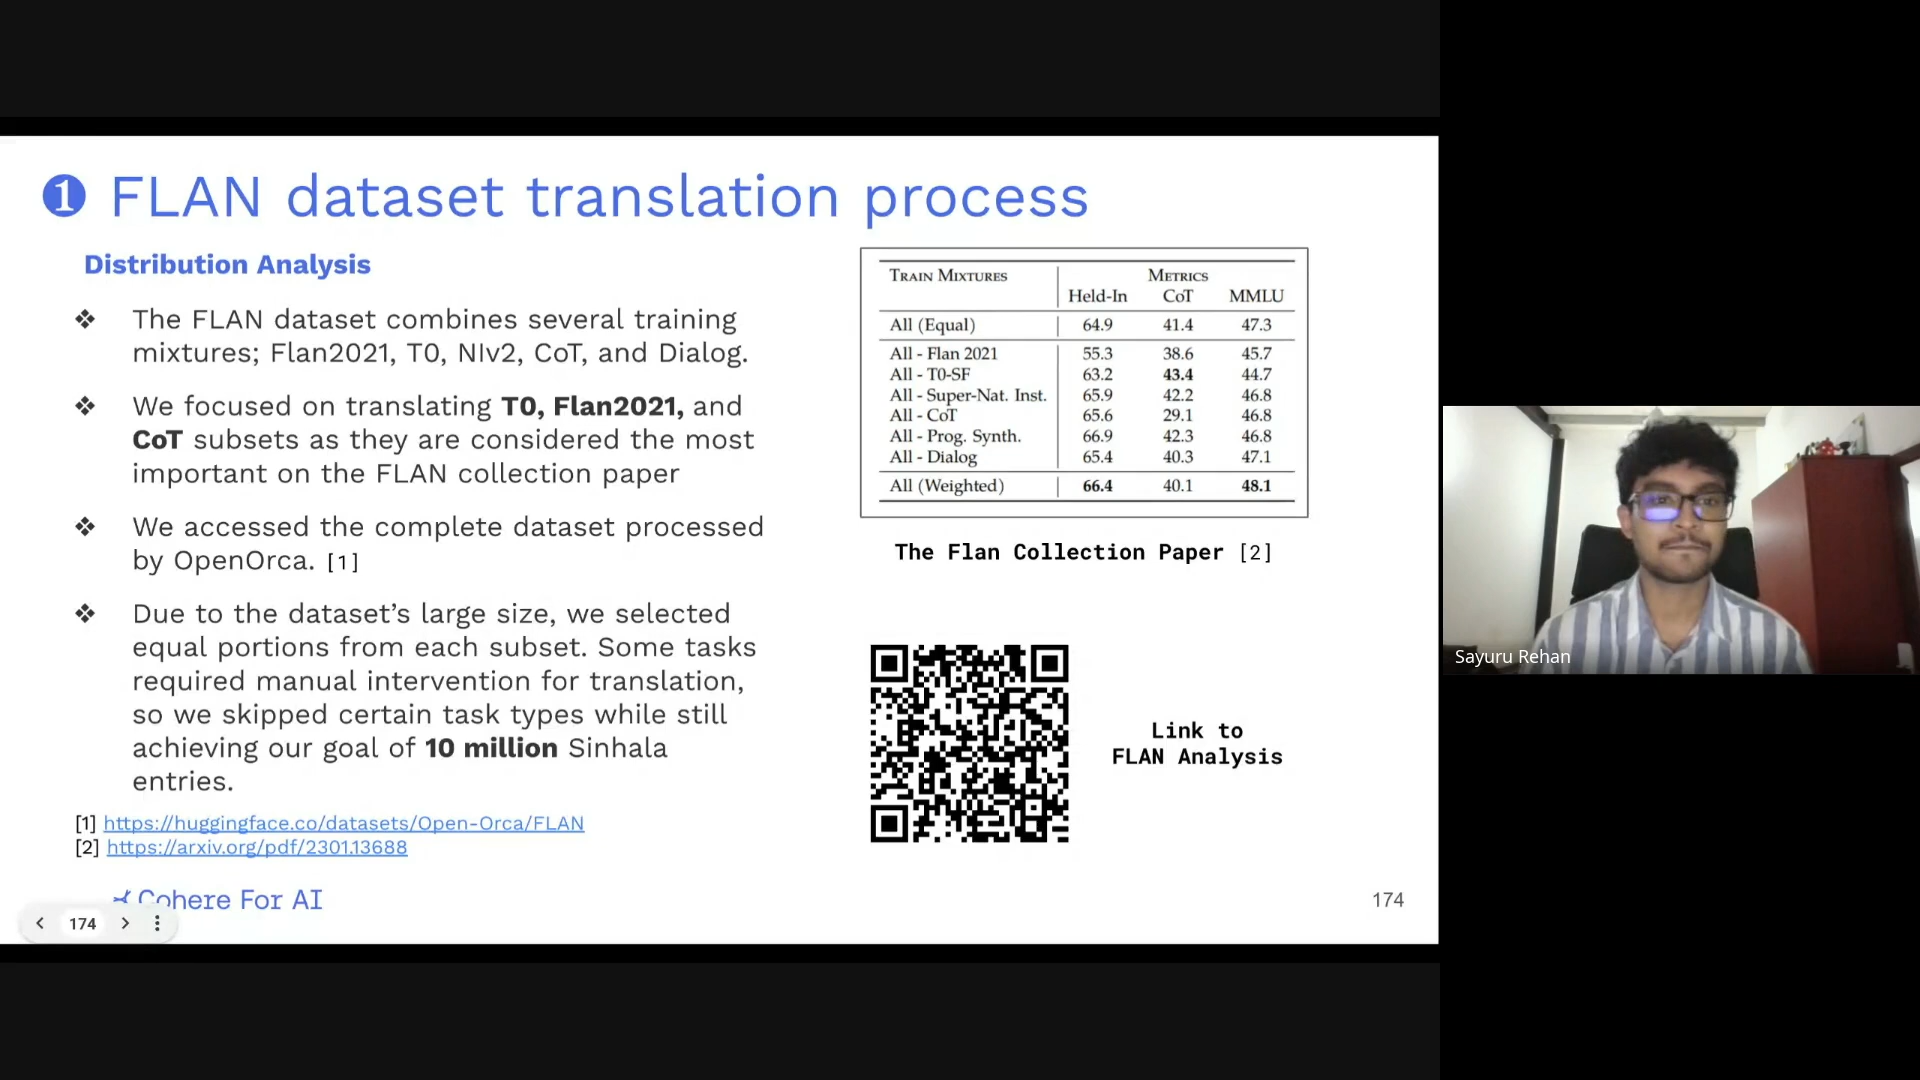 ❶ FLAN dataset translation process
Distribution Analysis
❖ The FLAN dataset combines several training
mixtures; Flan2021, T0, NIv2, CoT, and Dialog.
❖ We focused on translating T0, Flan2021, and
CoT subsets as they are considered the most
important on the FLAN collection paper
❖ We accessed the complete dataset processed
by OpenOrca. [1]
❖ Due to the dataset’s large size, we selected
equal portions from each subset. Some tasks
required manual intervention for translation,
so we skipped certain task types while still
achieving our goal of 10 million Sinhala
entries.
[1] https://huggingface.co/datasets/Open-Orca/FLAN
[2] https://arxiv.org/pdf/2301.13688
Cohere For AI
174
TRAIN MIXTURES METRICS
Held-In CoT MMLU
All (Equal) 64.9 41.4 47.3
All - Flan 2021 55.3 38.6 45.7
All - T0-SF 63.2 43.4 44.7
All - Super-Nat. Inst. 65.9 42.2 46.8
All - CoT 65.6 29.1 46.8
All - Prog. Synth. 66.9 42.3 46.8
All - Dialog 65.4 40.3 47.1
All (Weighted) 66.4 40.1 48.1
The Flan Collection Paper [2]
Link to
FLAN Analysis
174
Sayuru Rehan